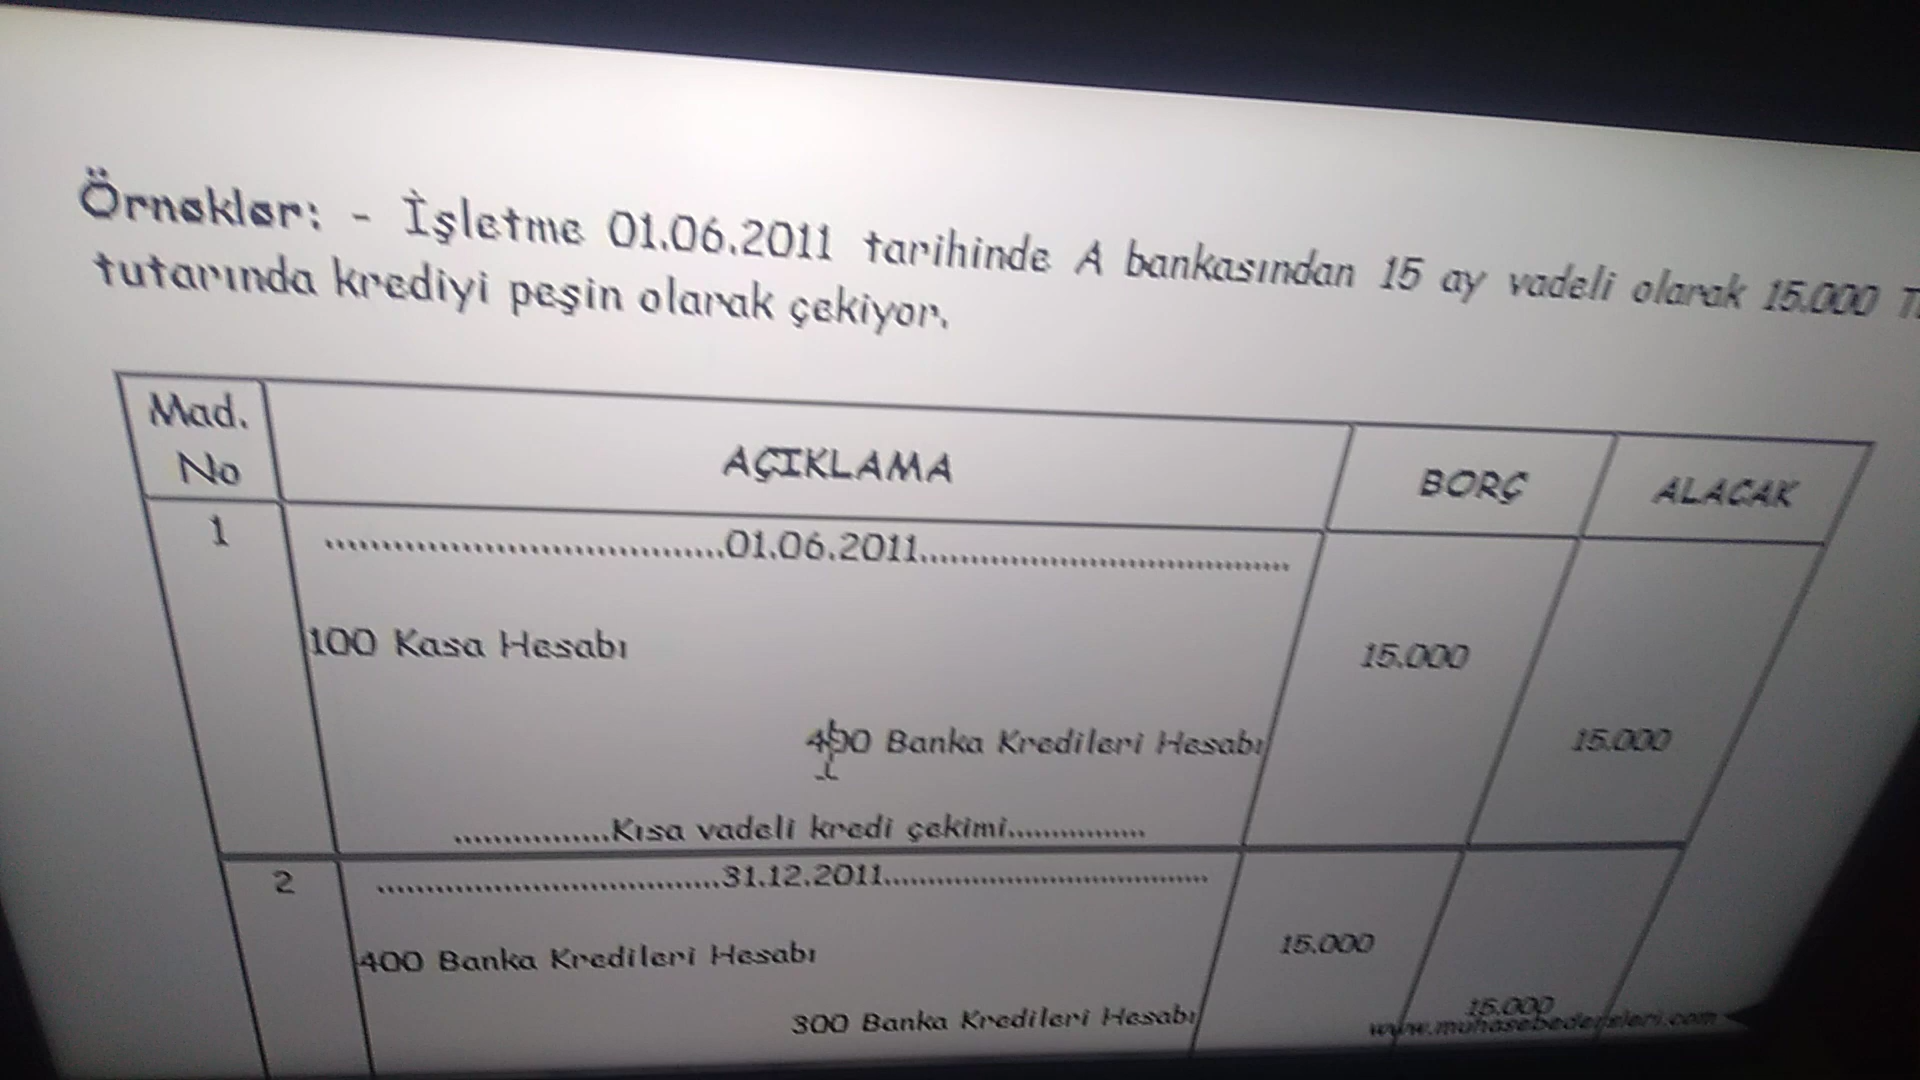 Örnekler: - İşletme 01.06.2011 tarihinde A bankasından 15 ay vadeli olarak 15.000
tutarında krediyi peşin olarak çekiyor.
Mad. No AÇIKLAMA BORÇ ALACAK
1 ...................................01.06.2011...................................
100 Kasa Hesabı 15.000
400 Banka Kredileri Hesabı 15.000
................Kısa vadeli kredi çekimi................
2 ...................................31.12.2011...................................
400 Banka Kredileri Hesabı 15.000
300 Banka Kredileri Hesabı 15.000
www.muhasebedersleri.com